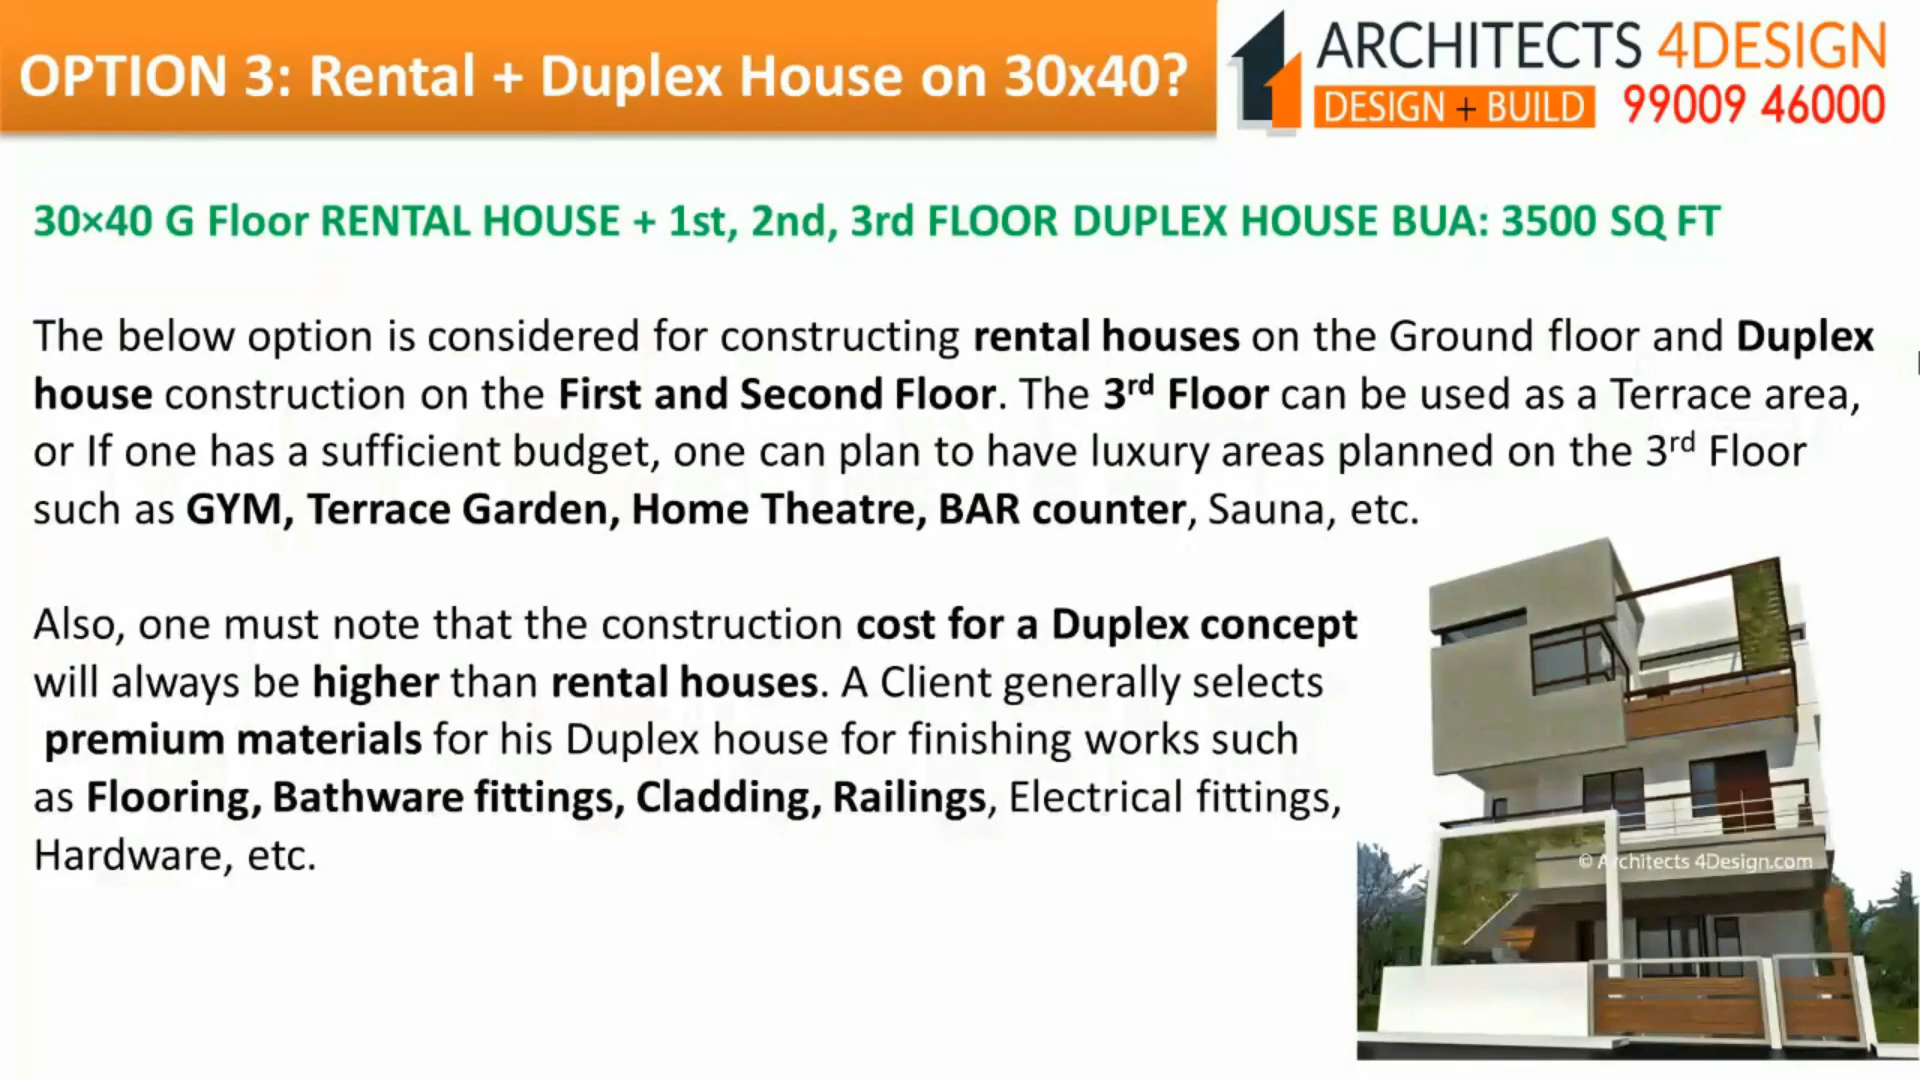 OPTION 3: Rental + Duplex House on 30x40?
ARCHITECTS 4DESIGN
DESIGN + BUILD 99009 46000
30×40 G Floor RENTAL HOUSE + 1st, 2nd, 3rd FLOOR DUPLEX HOUSE BUA: 3500 SQ FT
The below option is considered for constructing rental houses on the Ground floor and Duplex
house construction on the First and Second Floor. The 3rd Floor can be used as a Terrace area,
or If one has a sufficient budget, one can plan to have luxury areas planned on the 3rd Floor
such as GYM, Terrace Garden, Home Theatre, BAR counter, Sauna, etc.
Also, one must note that the construction cost for a Duplex concept
will always be higher than rental houses. A Client generally selects
premium materials for his Duplex house for finishing works such
as Flooring, Bathware fittings, Cladding, Railings, Electrical fittings,
Hardware, etc.
© Architects 4Design.com